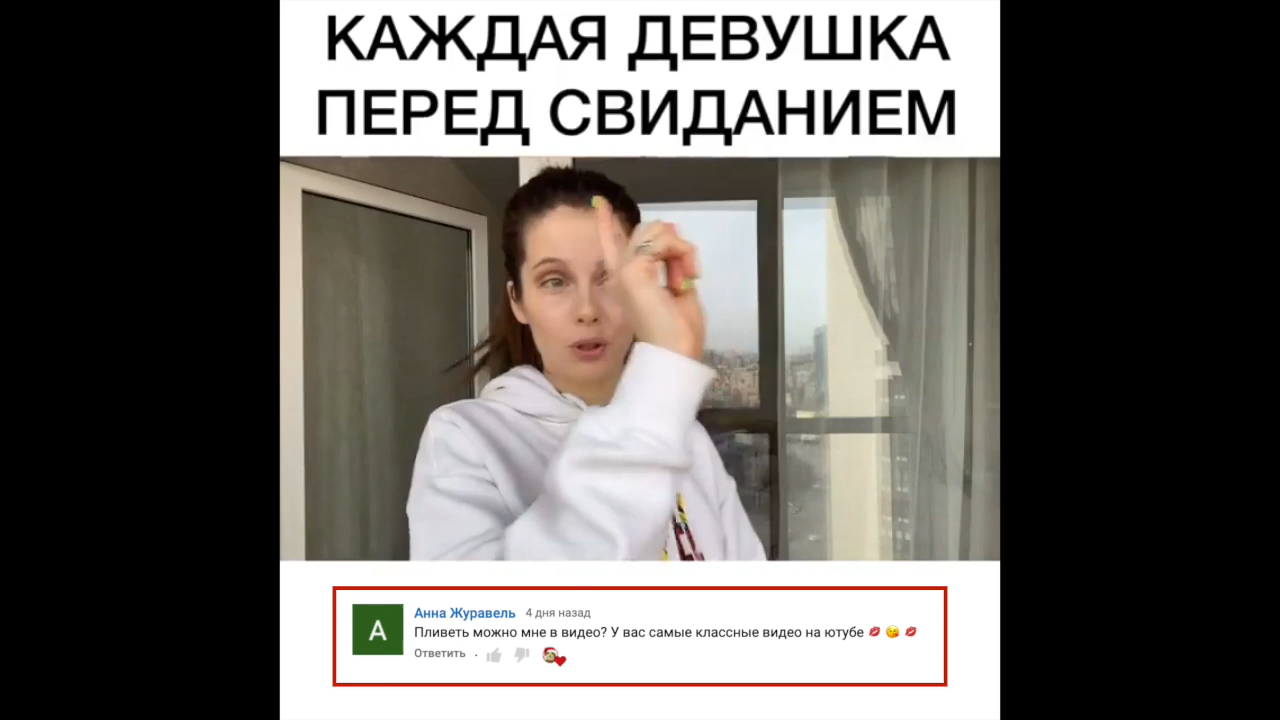 КАЖДАЯ ДЕВУШКА
ПЕРЕД СВИДАНИЕМ
А
Анна Журавель 4 дня назад
Пливеть можно мне в видео? У вас самые классные видео на ютубе 💋 😘 💋
Ответить ·